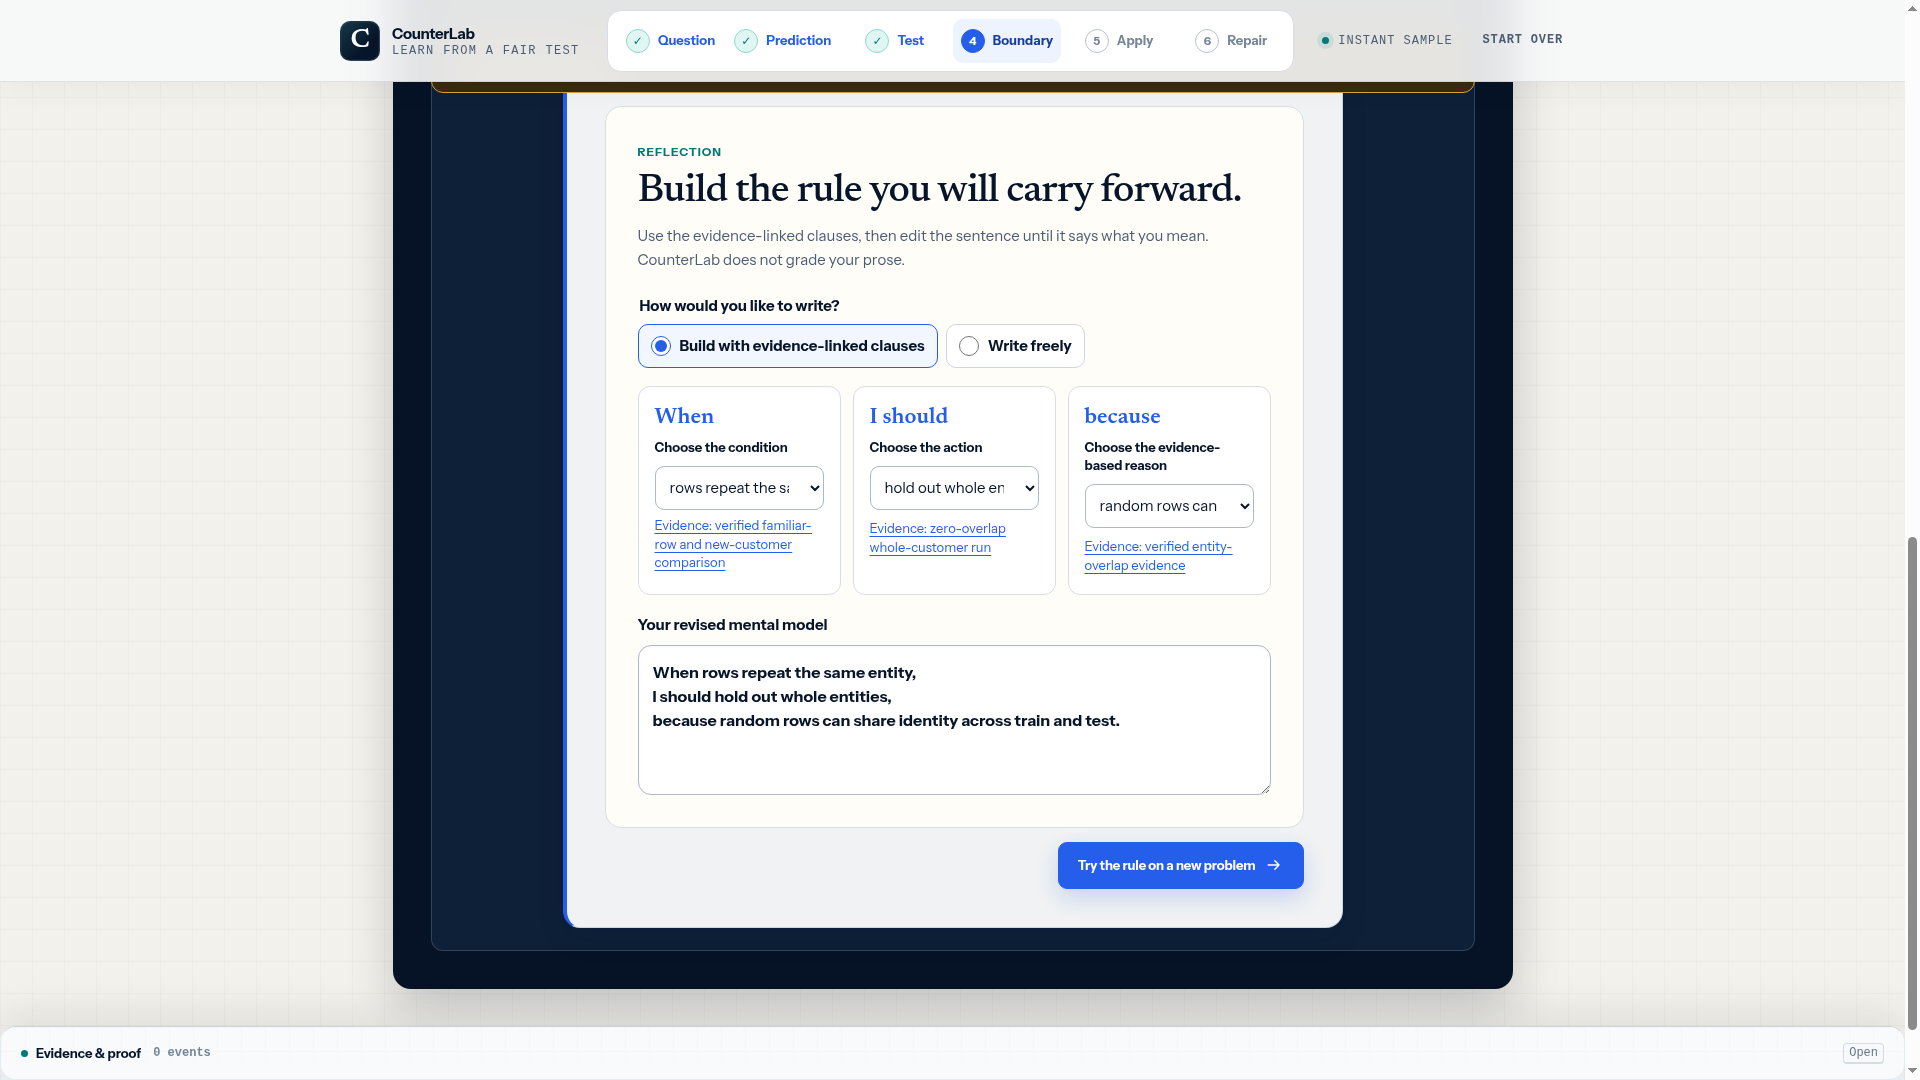 C
CounterLab
LEARN FROM A FAIR TEST
✓ Question
✓ Prediction
✓ Test
4 Boundary
5 Apply
6 Repair
INSTANT SAMPLE
START OVER
REFLECTION
Build the rule you will carry forward.
Use the evidence-linked clauses, then edit the sentence until it says what you mean.
CounterLab does not grade your prose.
How would you like to write?
Build with evidence-linked clauses
Write freely
When
Choose the condition
rows repeat the sa
Evidence: verified familiar-
row and new-customer
comparison
I should
Choose the action
hold out whole en
Evidence: zero-overlap
whole-customer run
because
Choose the evidence-
based reason
random rows can
Evidence: verified entity-
overlap evidence
Your revised mental model
When rows repeat the same entity,
I should hold out whole entities,
because random rows can share identity across train and test.
Try the rule on a new problem →
Evidence & proof
0 events
Open